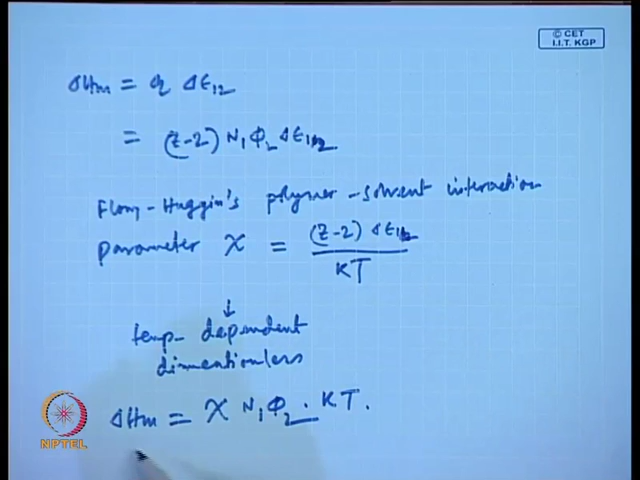 © CET
I.I.T. KGP
ΔHm = q Δε12
= (z-2) N1 Φ2 Δε12
Flory-Huggin's polymer-solvent interaction
parameter χ = (z-2) Δε12 / KT
↓
temp- dependent
dimentionless
ΔHm = χ N1 Φ2 . KT.
NPTEL